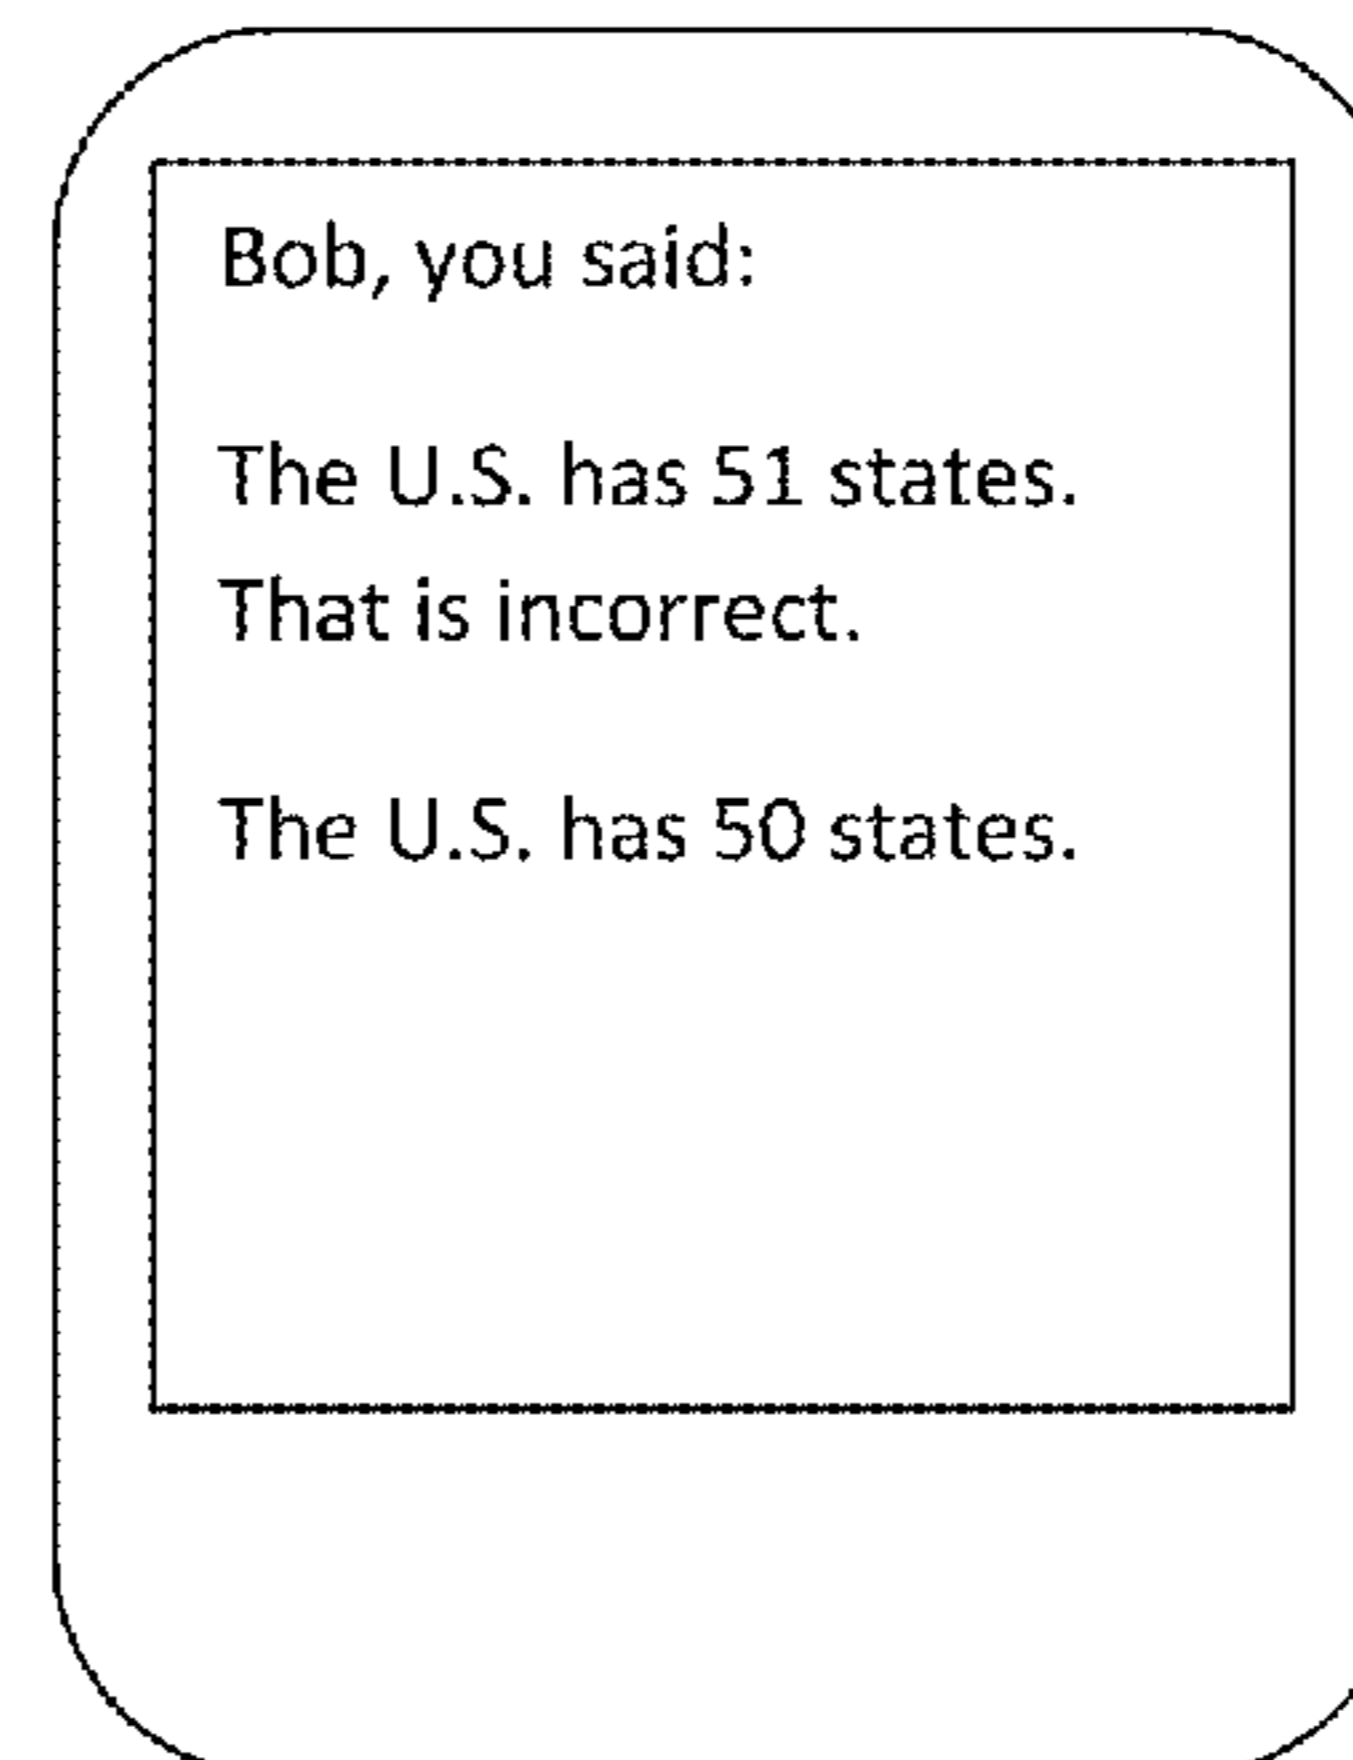 Bob, you said:
The U.S. has 51 states.
That is incorrect.
The U.S. has 50 states.